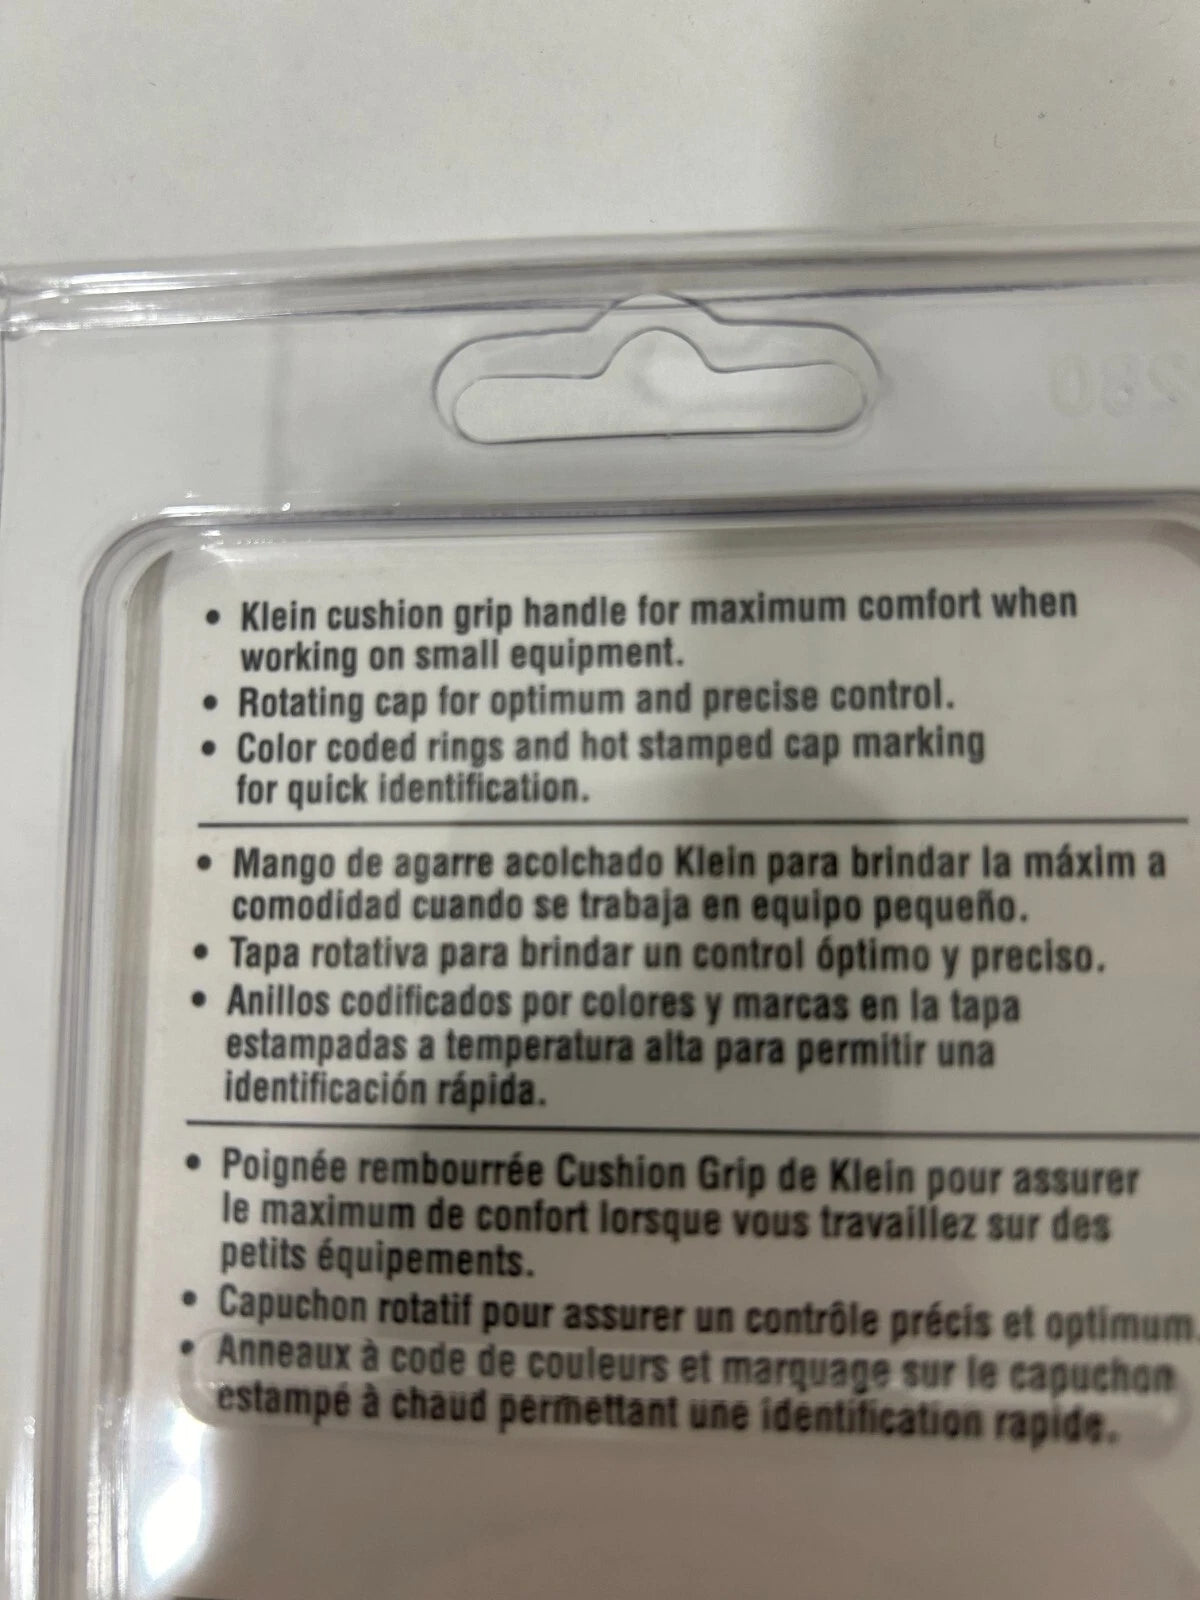 • Klein cushion grip handle for maximum comfort when
working on small equipment.
• Rotating cap for optimum and precise control.
• Color coded rings and hot stamped cap marking
for quick identification.
• Mango de agarre acolchado Klein para brindar la máxim a
comodidad cuando se trabaja en equipo pequeño.
• Tapa rotativa para brindar un control óptimo y preciso.
• Anillos codificados por colores y marcas en la tapa
estampadas a temperatura alta para permitir una
identificación rápida.
• Poignée rembourrée Cushion Grip de Klein pour assurer
le maximum de confort lorsque vous travaillez sur des
petits équipements.
• Capuchon rotatif pour assurer un contrôle précis et optimum.
• Anneaux à code de couleurs et marquage sur le capuchon
estampé à chaud permettant une identification rapide.